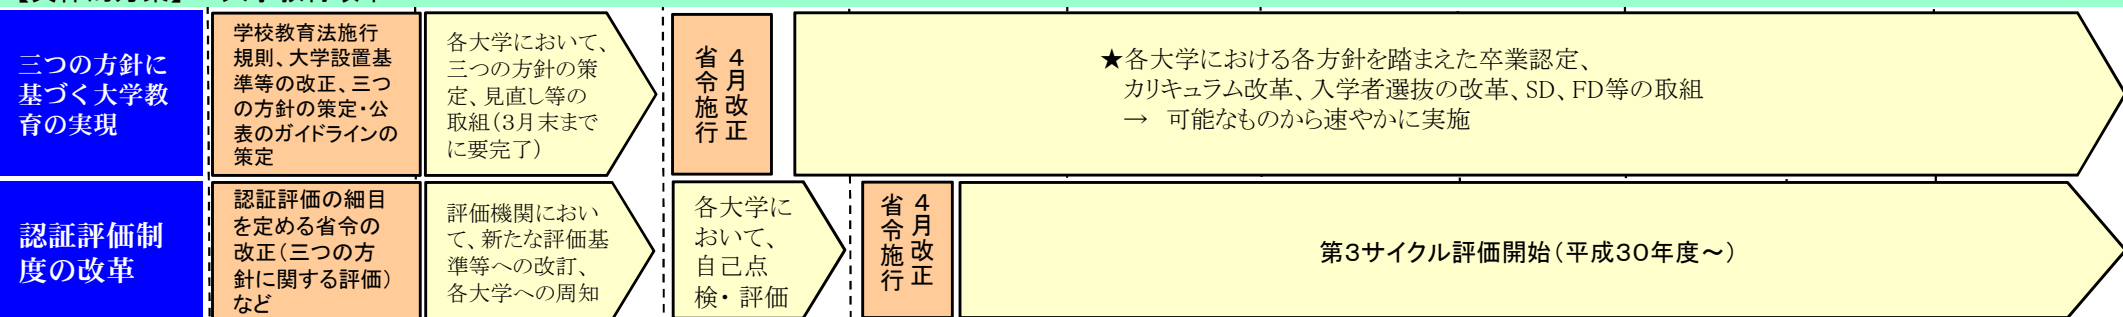 三つの方針に
基づく大学教
育の実現
学校教育法施行
規則、大学設置基
準等の改正、三つ
の方針の策定・公
表のガイドラインの
策定
各大学において、
三つの方針の策
定、見直し等の
取組（３月末まで
に要完了）
４月改正
省令施行
★各大学における各方針を踏まえた卒業認定、
カリキュラム改革、入学者選抜の改革、SD、FD等の取組
→　可能なものから速やかに実施
認証評価制
度の改革
認証評価の細目
を定める省令の
改正（三つの方
針に関する評価）
など
評価機関におい
て、新たな評価基
準等への改訂、
各大学への周知
各大学に
おいて、
自己点
検・評価
４月改正
省令施行
第３サイクル評価開始（平成３０年度～）